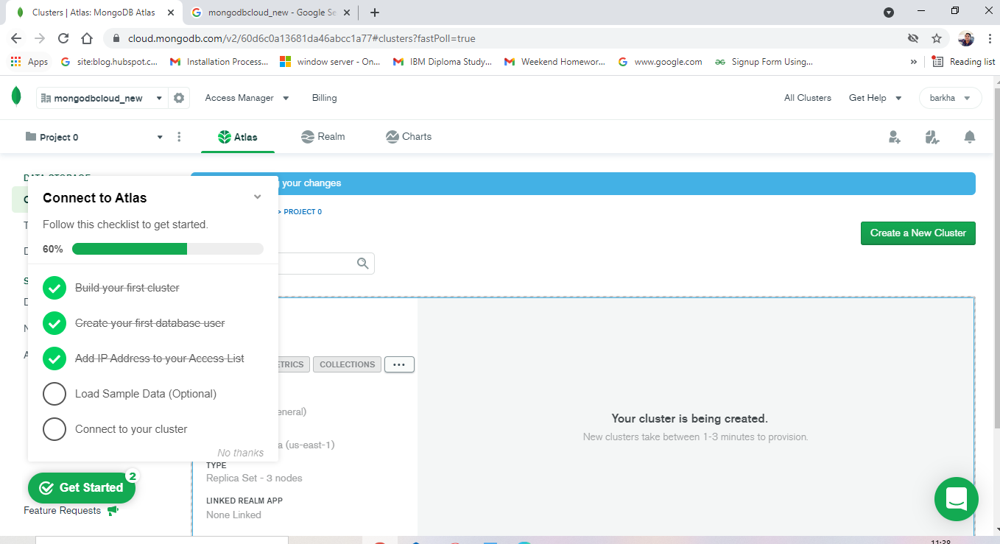 Clusters | Atlas: MongoDB Atlas
mongodbcloud_new - Google Se
cloud.mongodb.com/v2/60d6c0a13681da46abcc1a77#clusters?fastPoll=true
Apps
site:blog.hubspot.c...
Installation Process...
window server - On...
IBM Diploma Study...
Weekend Homewor...
www.google.com
Signup Form Using...
»
Reading list
mongodbcloud_new
Access Manager
Billing
All Clusters
Get Help
barkha
Project 0
Atlas
Realm
Charts
DATA STORAGE
your changes
Connect to Atlas
> PROJECT 0
Follow this checklist to get started.
Create a New Cluster
60%
Build your first cluster
Create your first database user
Add IP Address to your Access List
ETRICS
COLLECTIONS
...
Load Sample Data (Optional)
eneral)
Your cluster is being created.
Connect to your cluster
New clusters take between 1-3 minutes to provision.
a (us-east-1)
No thanks
TYPE
Replica Set - 3 nodes
2
Get Started
LINKED REALM APP
None Linked
Feature Requests